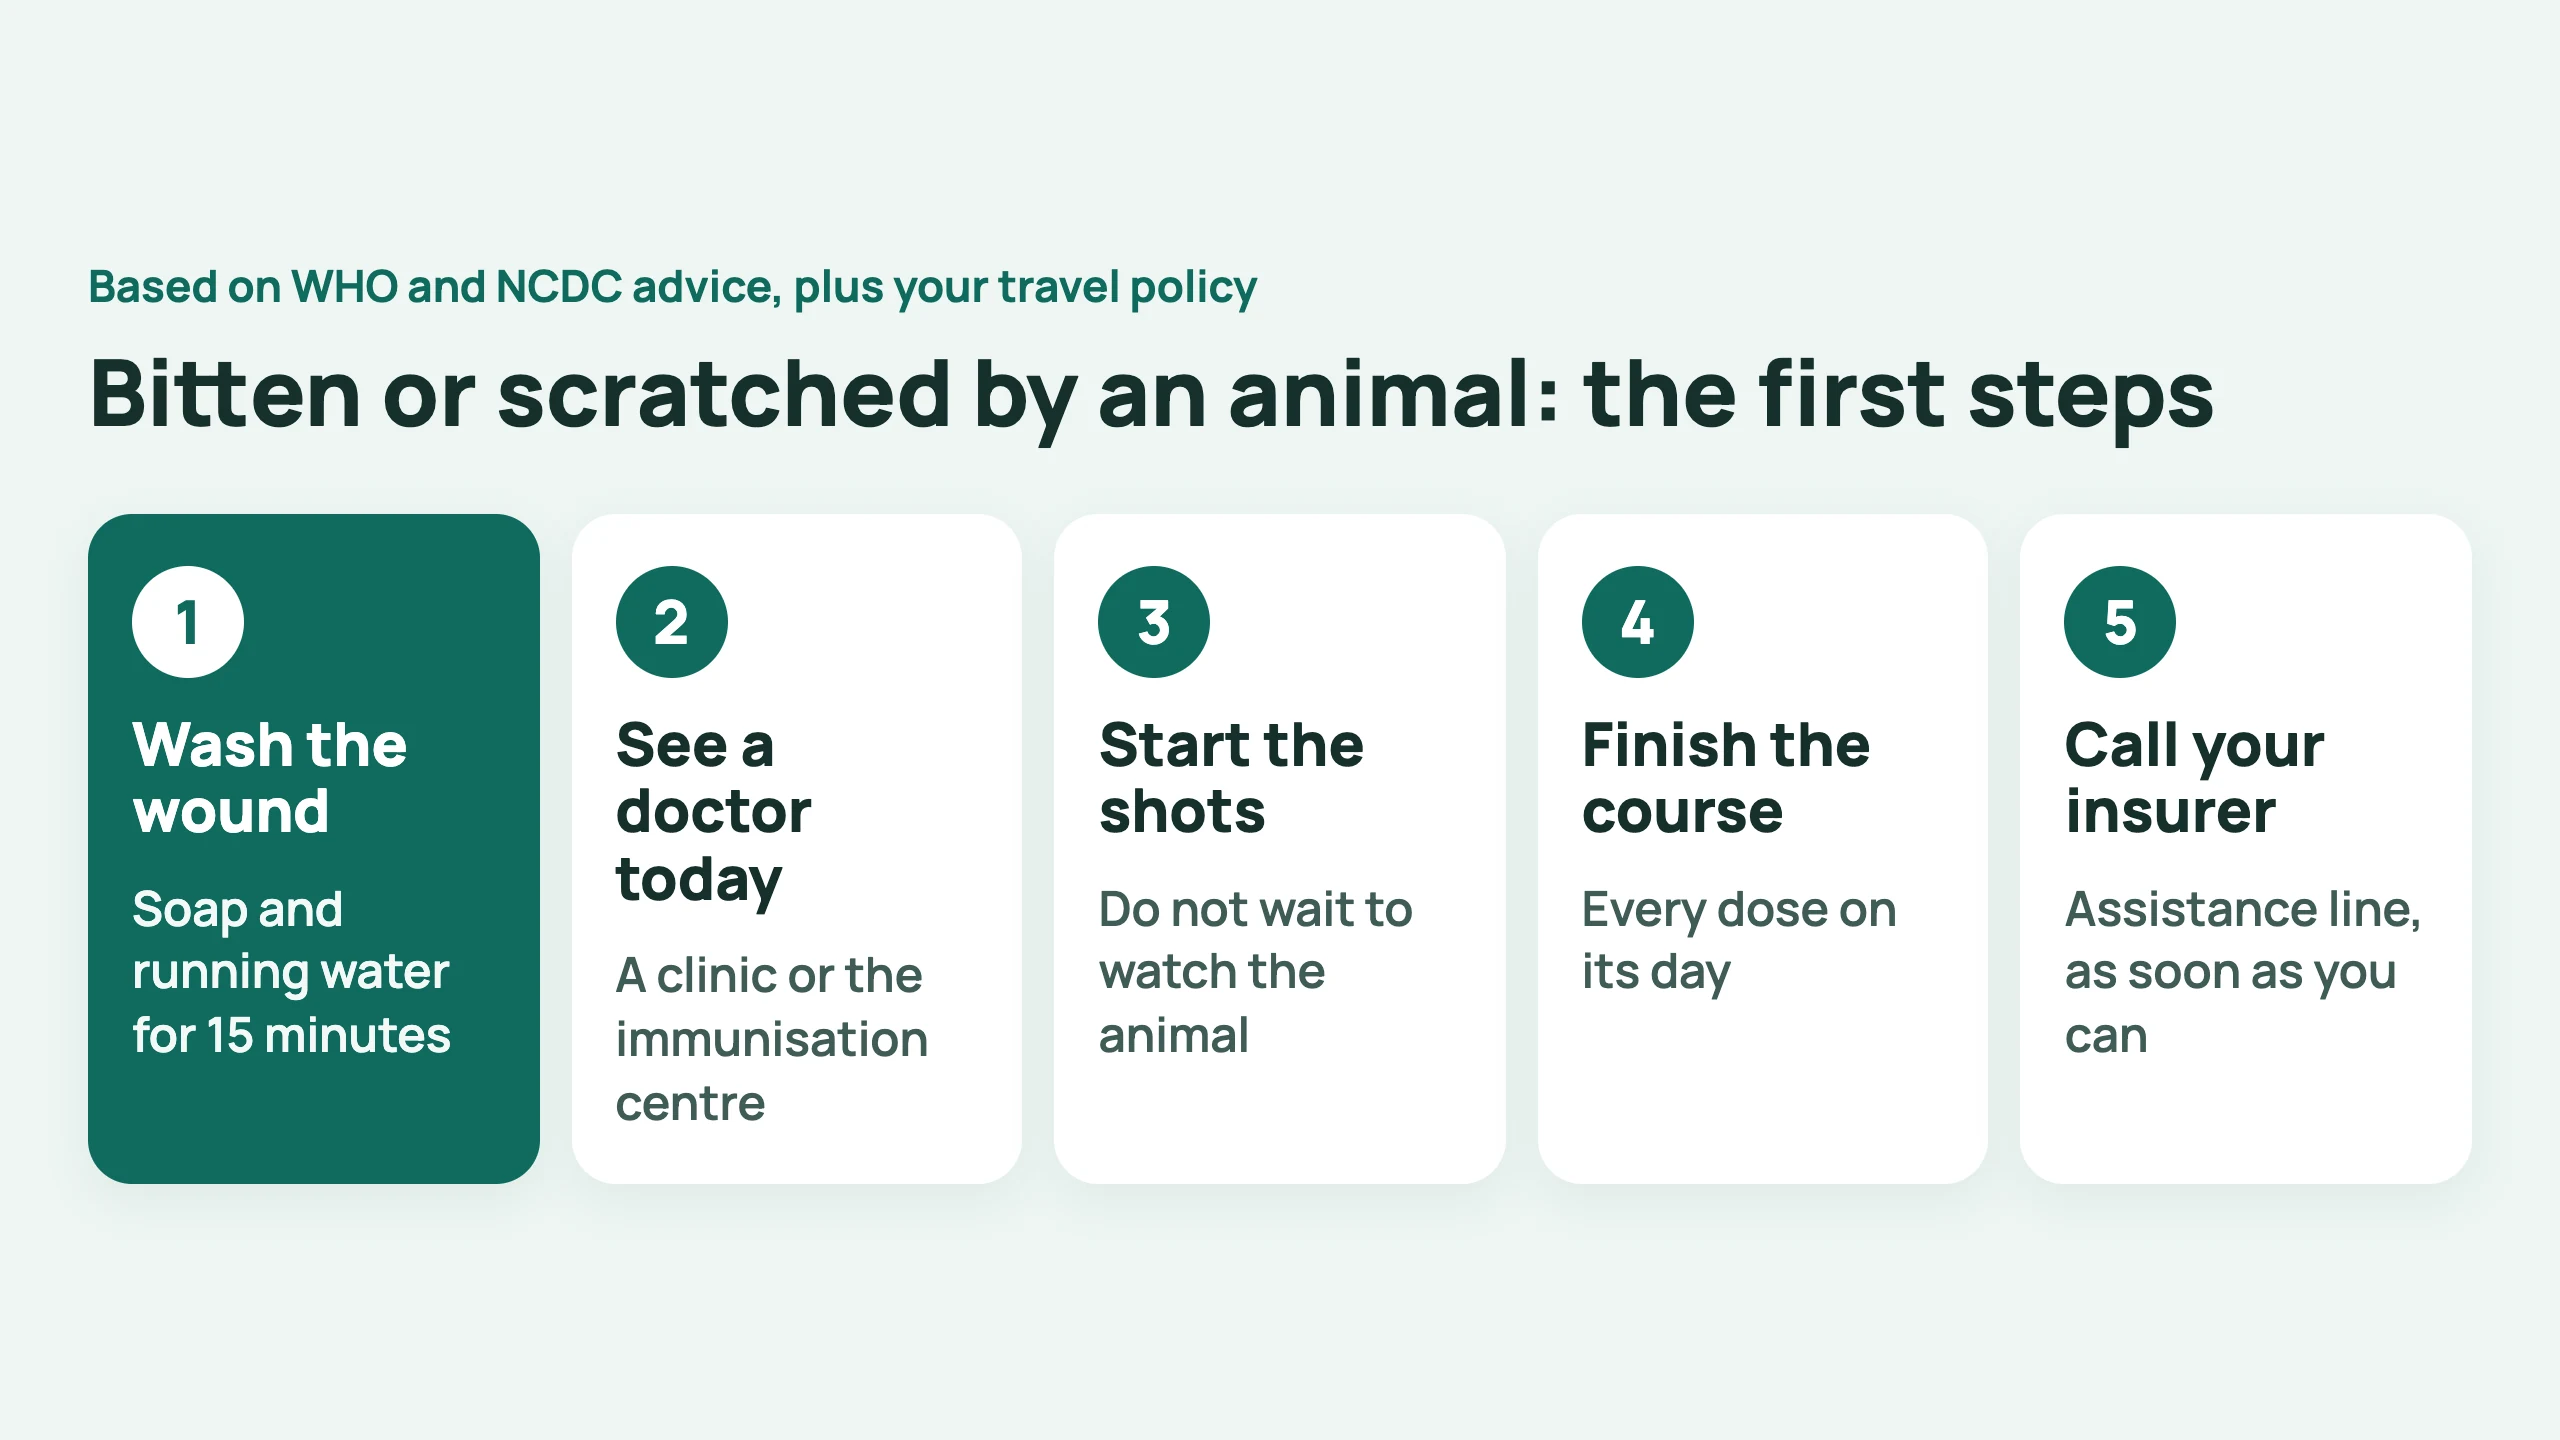 Based on WHO and NCDC advice, plus your travel policy
Bitten or scratched by an animal: the first steps
1
Wash the
wound
Soap and
running water
for 15 minutes
2
See a
doctor
today
A clinic or the
immunisation
centre
3
Start the
shots
Do not wait to
watch the
animal
4
Finish the
course
Every dose on
its day
5
Call your
insurer
Assistance line,
as soon as you
can